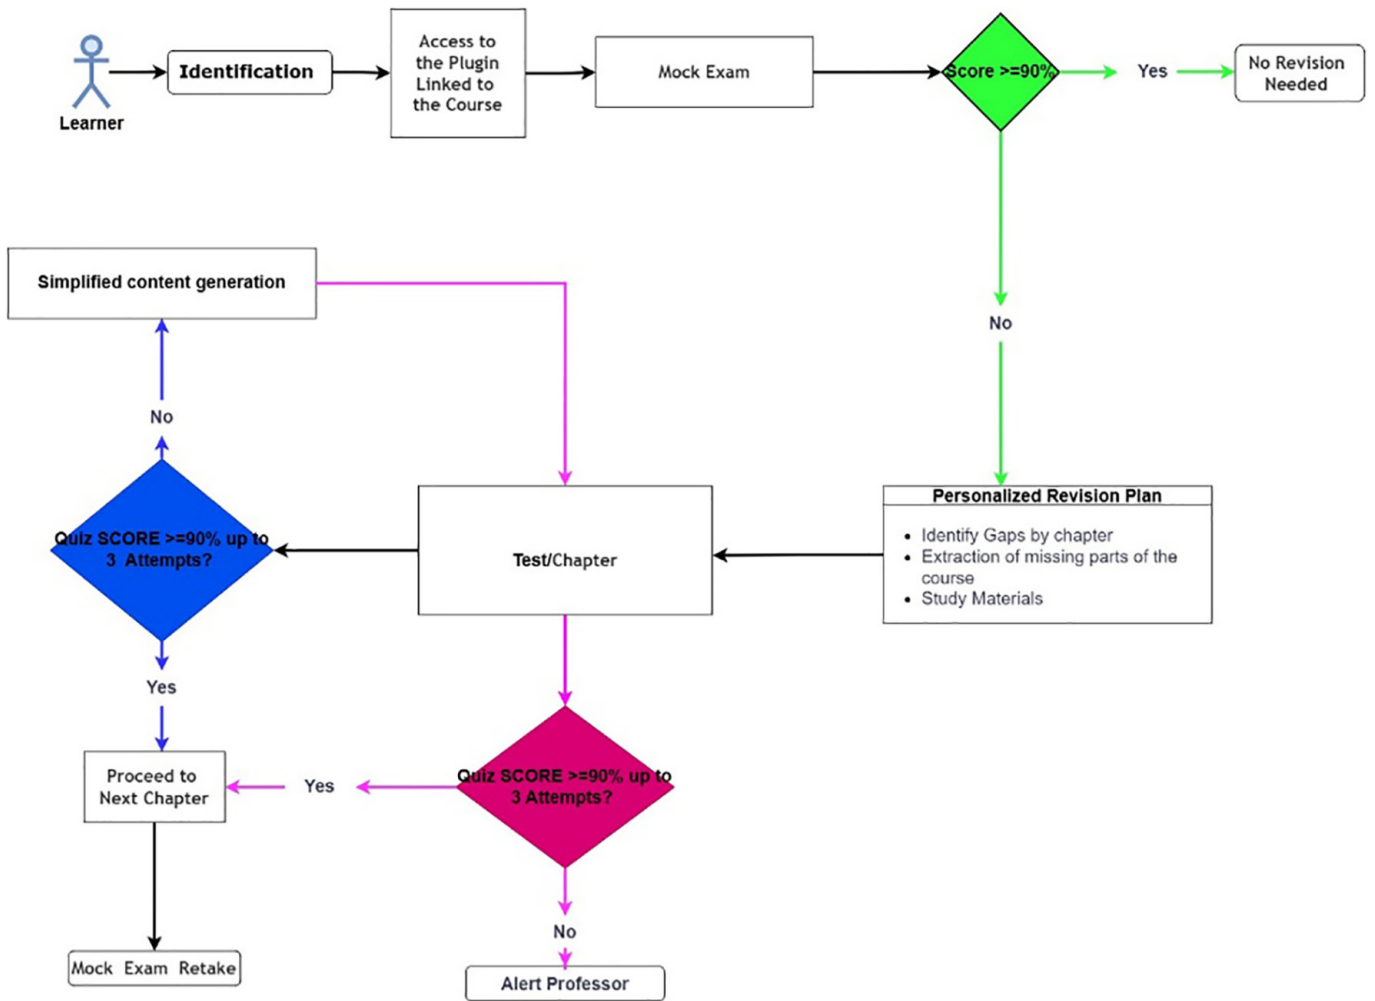 Learner
Identification
Access to
the Plugin
Linked to
the Course
Mock Exam
Score >=90%
Yes
No Revision
Needed
No
Simplified content generation
No
Quiz SCORE >=90% up to
3 Attempts?
Test/Chapter
Personalized Revision Plan
• Identify Gaps by chapter
• Extraction of missing parts of the
course
• Study Materials
Yes
Proceed to
Next Chapter
Yes
Quiz SCORE >=90% up to
3 Attempts?
No
Mock Exam Retake
Alert Professor